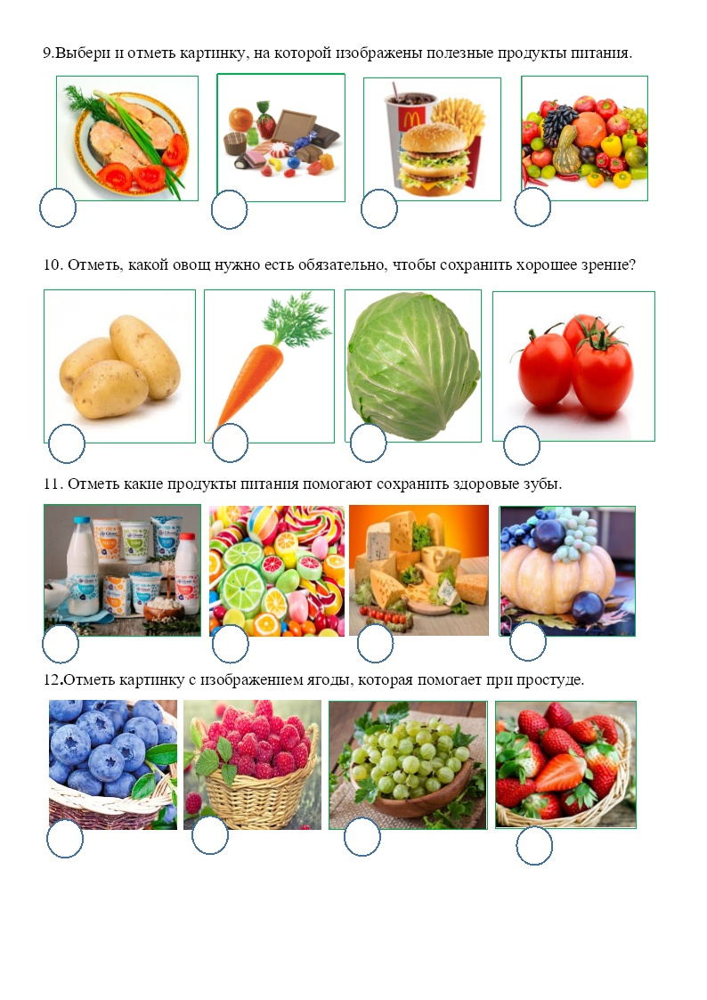 9.Выбери и отметь картинку, на которой изображены полезные продукты питания.
10. Отметь, какой овощ нужно есть обязательно, чтобы сохранить хорошее зрение?
11. Отметь какие продукты питания помогают сохранить здоровые зубы.
12.Отметь картинку с изображением ягоды, которая помогает при простуде.